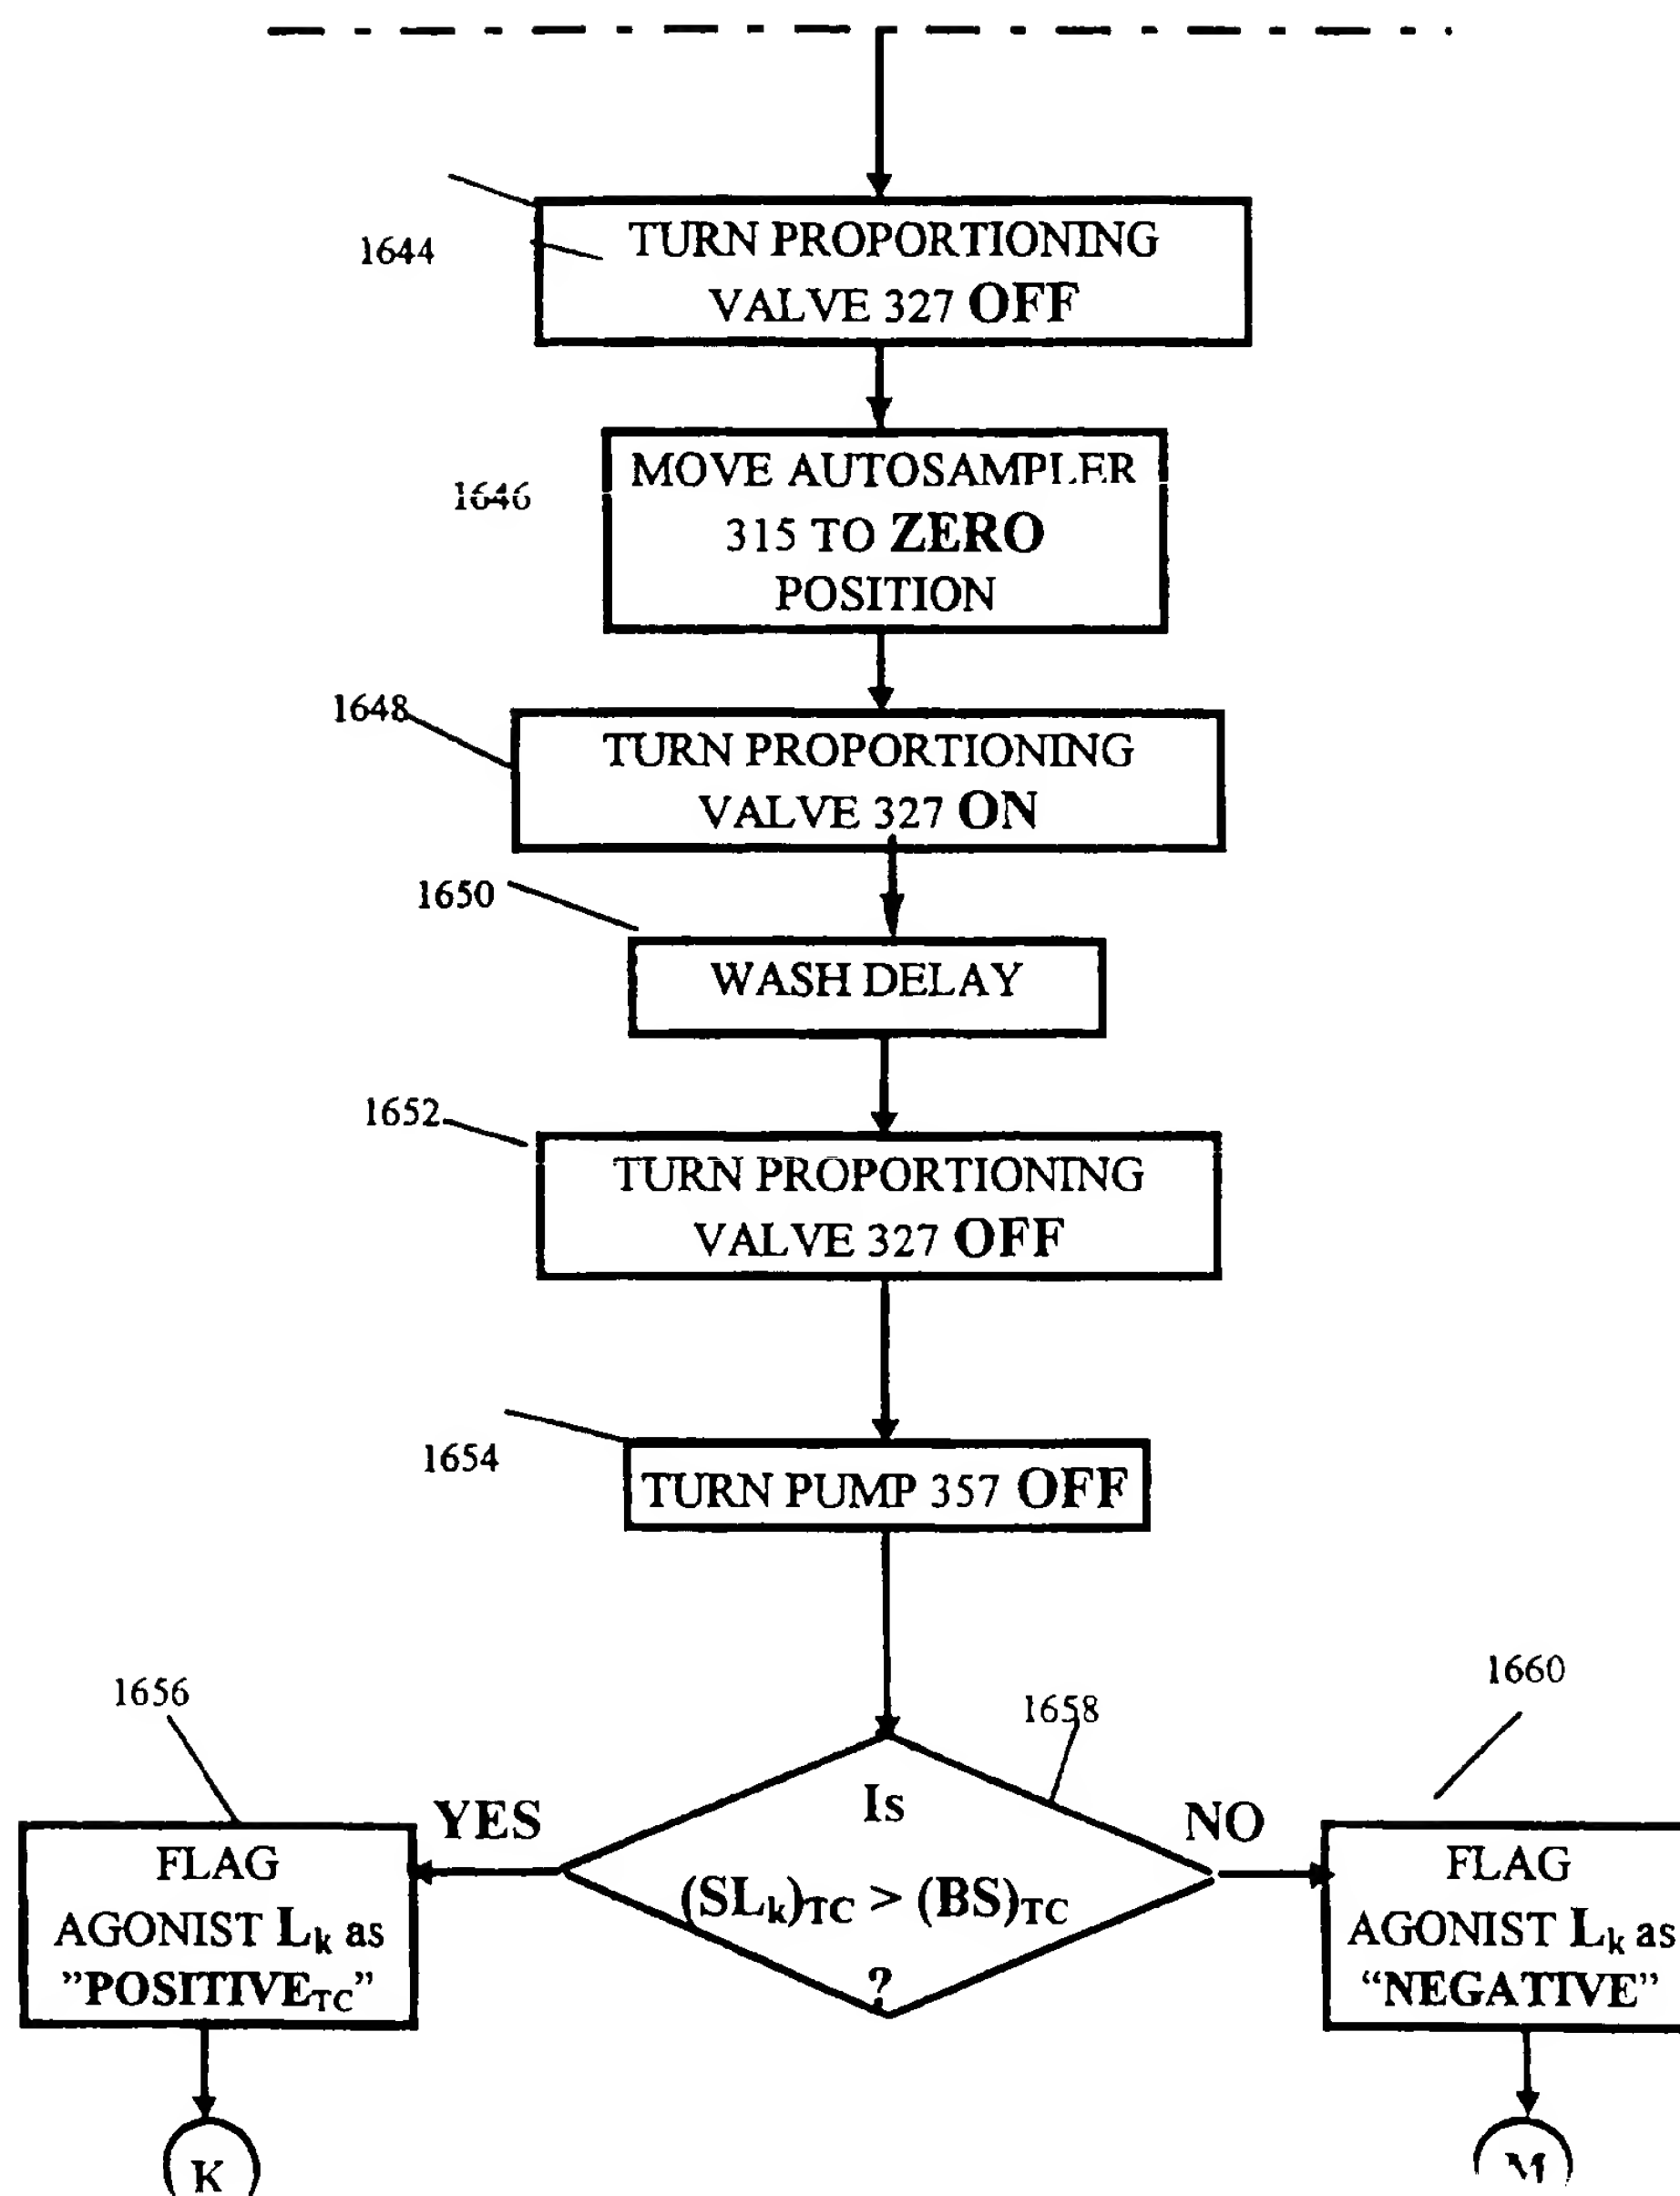 1644
TURN PROPORTIONING
VALVE 327 OFF
1646
MOVE AUTOSAMPLER
315 TO ZERO
POSITION
1648
TURN PROPORTIONING
VALVE 327 ON
1650
WASH DELAY
1652
TURN PROPORTIONING
VALVE 327 OFF
1654
TURN PUMP 357 OFF
1656
1658
1660
YES
Is
(SLk)TC > (BS)TC
?
NO
FLAG
AGONIST Lk as
"POSITIVETC"
FLAG
AGONIST Lk as
“NEGATIVE”
K
M